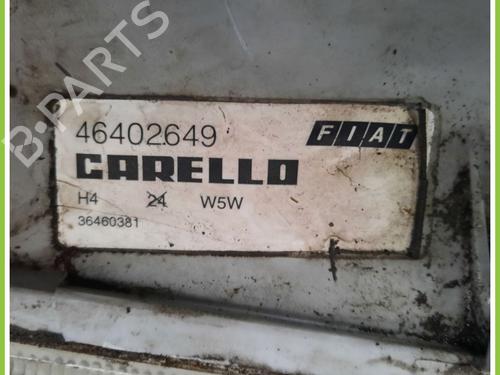 46402649 FIAT
CARELLO
H4 24 W5W
36460381
B-PARTS